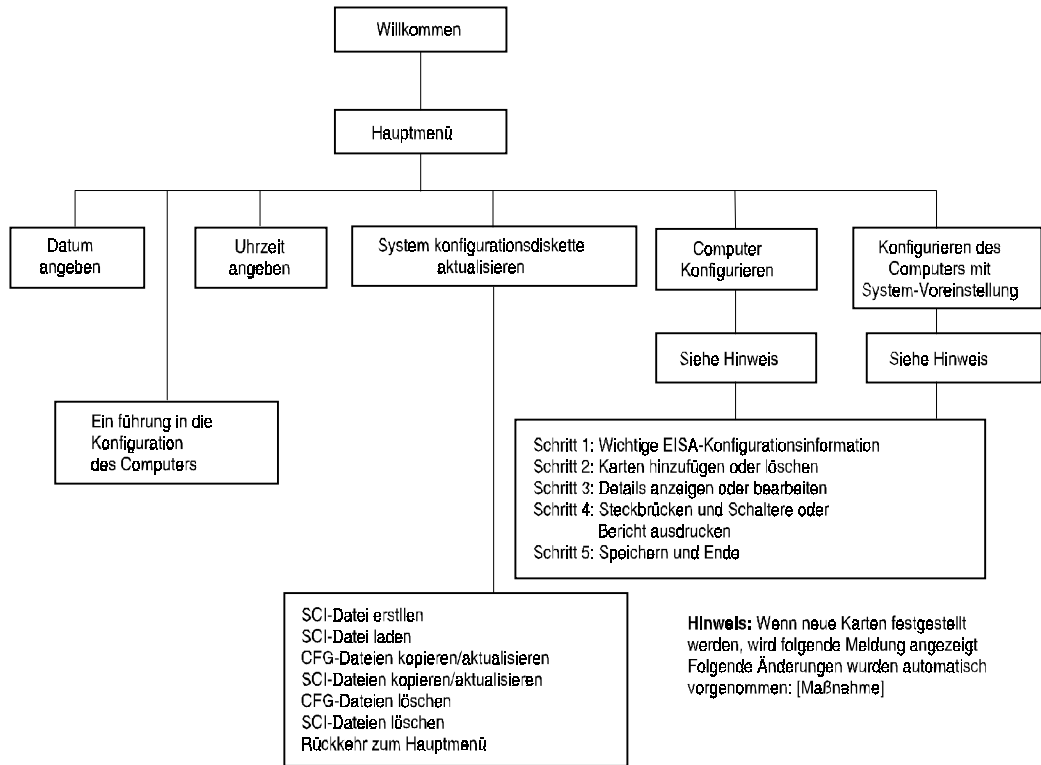 Willkommen
Hauptmenü
Datum
angeben
Uhrzeit
angeben
System konfigurationsdiskette
aktualisieren
Computer
Konfigurieren
Konfigurieren des
Computers mit
System-Voreinstellung
Siehe Hinweis
Siehe Hinweis
Ein führung in die
Konfiguration
des Computers
Schritt 1: Wichtige EISA-Konfigurationsinformation
Schritt 2: Karten hinzufügen oder löschen
Schritt 3: Details anzeigen oder bearbeiten
Schritt 4: Steckbrücken und Schaltere oder
Bericht ausdrucken
Schritt 5: Speichern und Ende
SCI-Datei erstllen
SCI-Datei laden
CFG-Dateien kopieren/aktualisieren
SCI-Dateien kopieren/aktualisieren
CFG-Dateien löschen
SCI-Dateien löschen
Rückkehr zum Hauptmenü
Hinweis: Wenn neue Karten festgestellt
werden, wird folgende Meldung angezeigt
Folgende Änderungen wurden automatisch
vorgenommen: [Maßnahme]